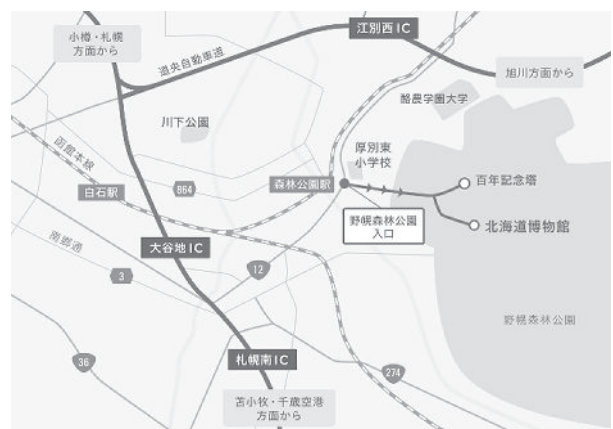 江別西IC
小樽・札幌
方面から
道央自動車道
旭川方面から
酪農学園大学
川下公園
函館本線
厚別東
小学校
白石駅
864
森林公園駅
百年記念塔
野幌森林公園
入口
北海道博物館
南郷通
大谷地IC
3
12
野幌森林公園
36
札幌南IC
274
苫小牧・千歳空港
方面から